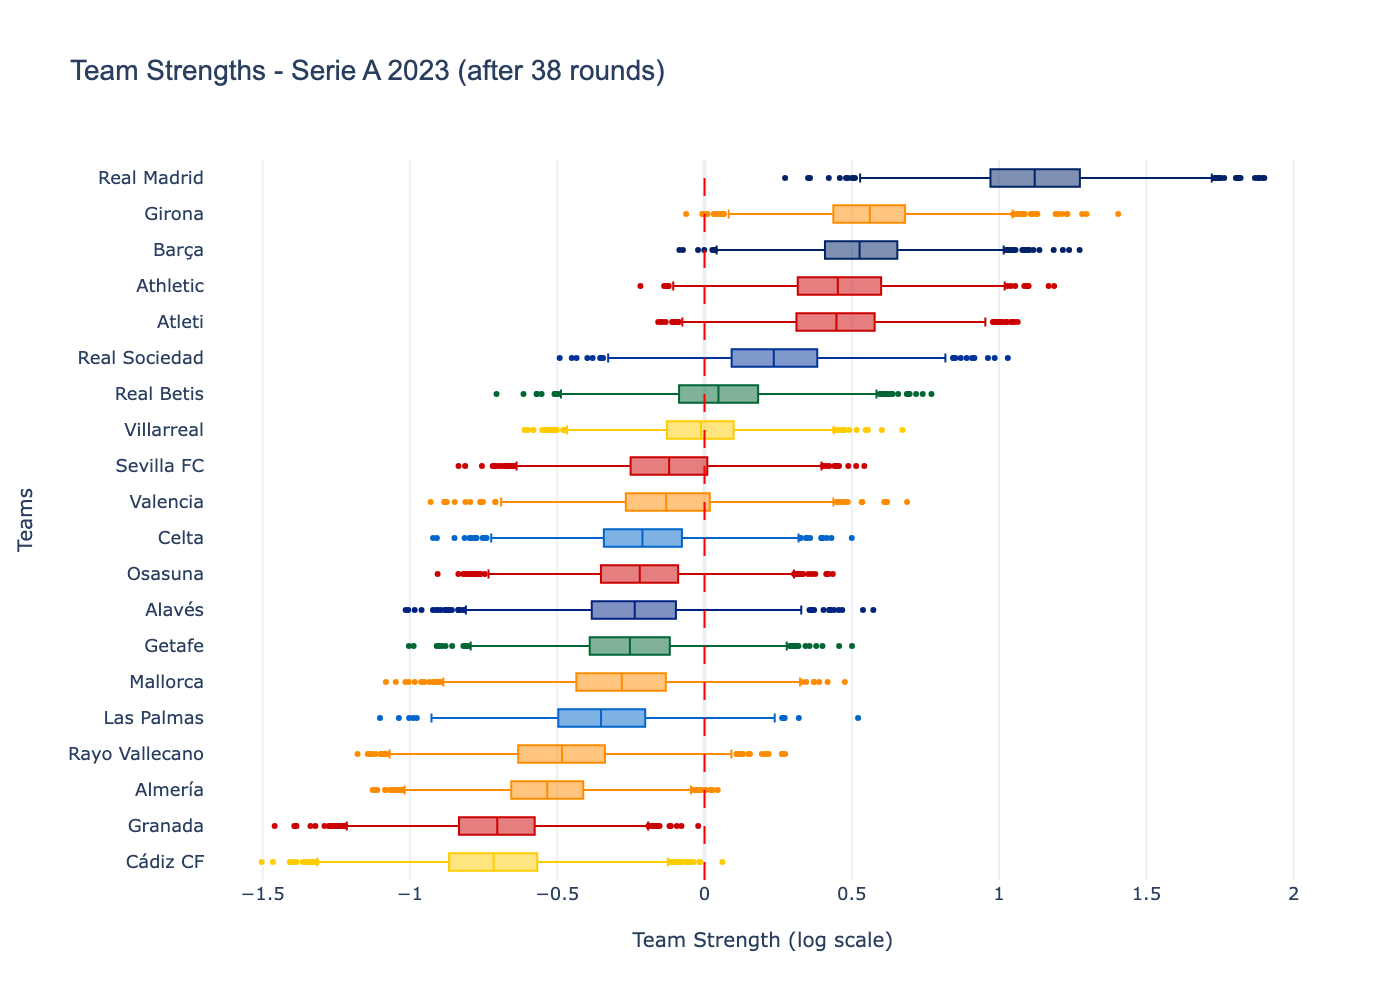 Team Strengths - Serie A 2023 (after 38 rounds)
Real Madrid
Girona
Barça
Athletic
Atleti
Real Sociedad
Real Betis
Villarreal
Sevilla FC
Valencia
Celta
Osasuna
Alavés
Getafe
Mallorca
Las Palmas
Rayo Vallecano
Almería
Granada
Cádiz CF
Teams
−1.5 −1 −0.5 0 0.5 1 1.5 2
Team Strength (log scale)